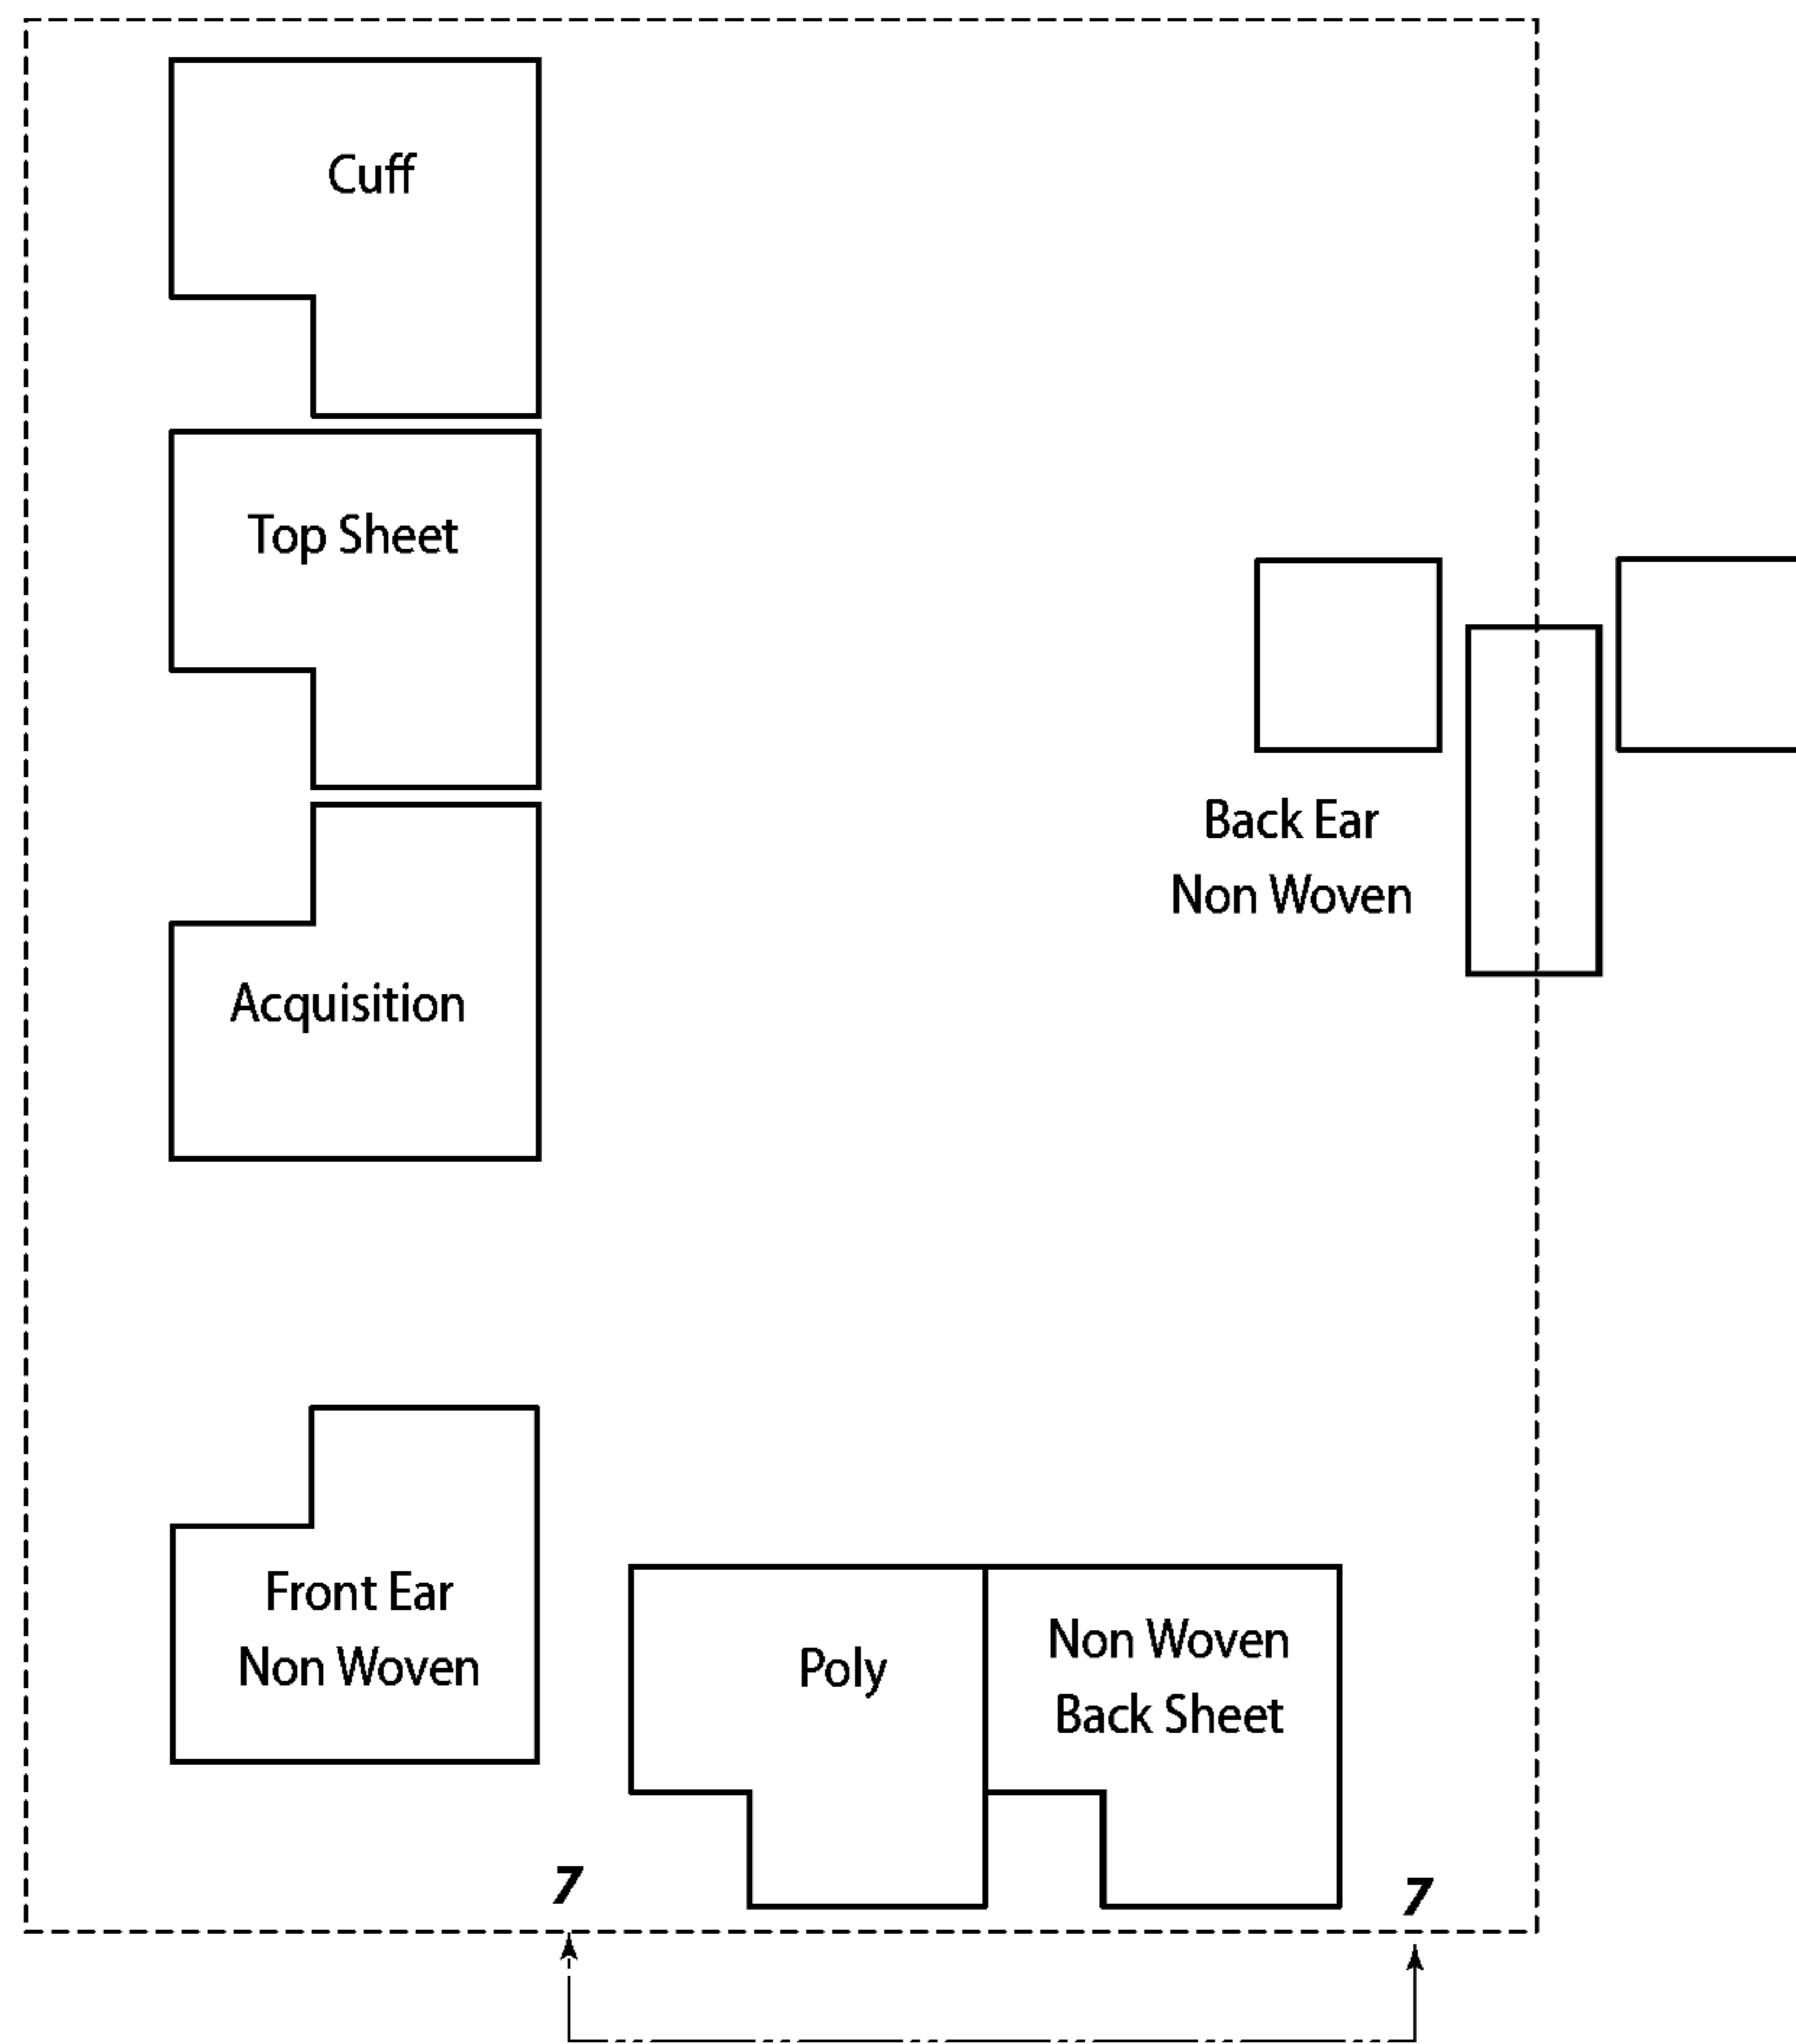 Cuff
Top Sheet
Back Ear
Non Woven
Acquisition
Front Ear
Non Woven
Poly
Non Woven
Back Sheet
7
7